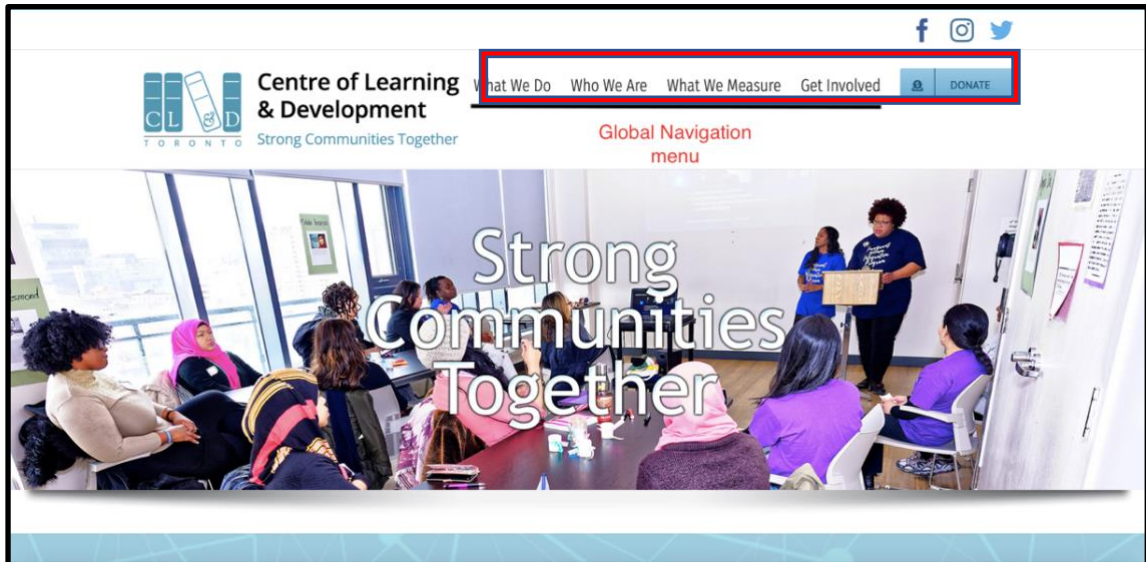 Centre of Learning
& Development
Strong Communities Together
CL&D
TORONTO
What We Do Who We Are What We Measure Get Involved DONATE
Global Navigation
menu
Strong
Communities
Together